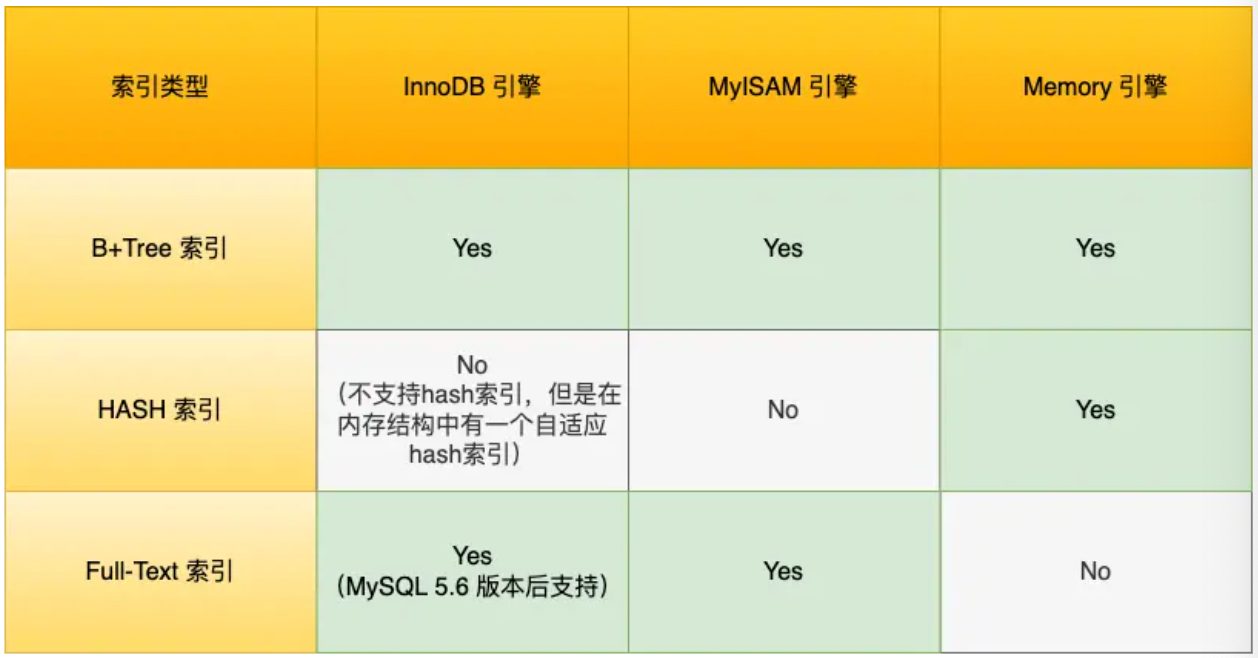 索引类型
InnoDB 引擎
MyISAM 引擎
Memory 引擎
B+Tree 索引
Yes
Yes
Yes
HASH 索引
No
（不支持hash索引，但是在
内存结构中有一个自适应
hash索引）
No
Yes
Full-Text 索引
Yes
（MySQL 5.6 版本后支持）
Yes
No